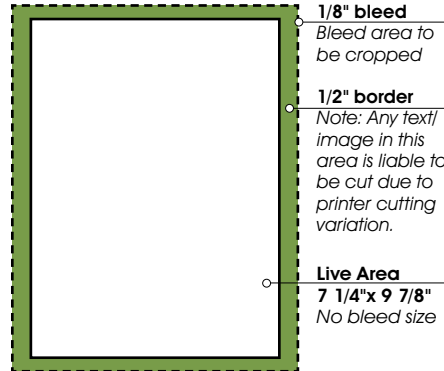 1/8" bleed
Bleed area to
be cropped
1/2" border
Note: Any text/
image in this
area is liable to
be cut due to
printer cutting
variation.
Live Area
7 1/4"x 9 7/8"
No bleed size